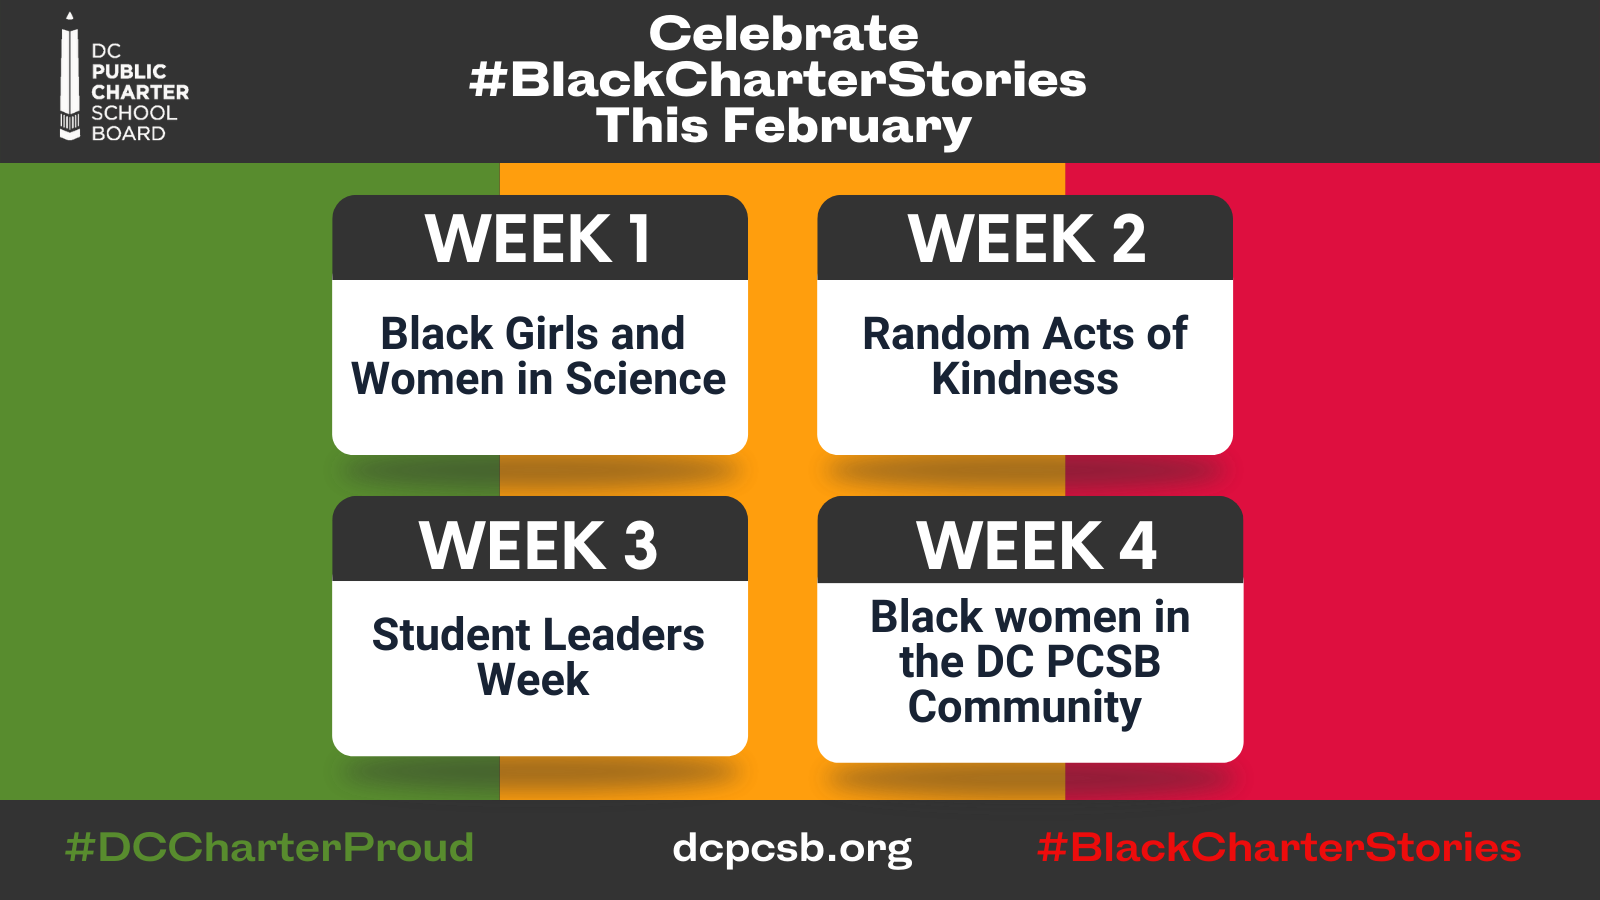 DC
PUBLIC
CHARTER
SCHOOL
BOARD
Celebrate
#BlackCharterStories
This February
WEEK 1
Black Girls and
Women in Science
WEEK 2
Random Acts of
Kindness
WEEK 3
Student Leaders
Week
WEEK 4
Black women in
the DC PCSB
Community
#DCCharterProud
dcpcsb.org
#BlackCharterStories